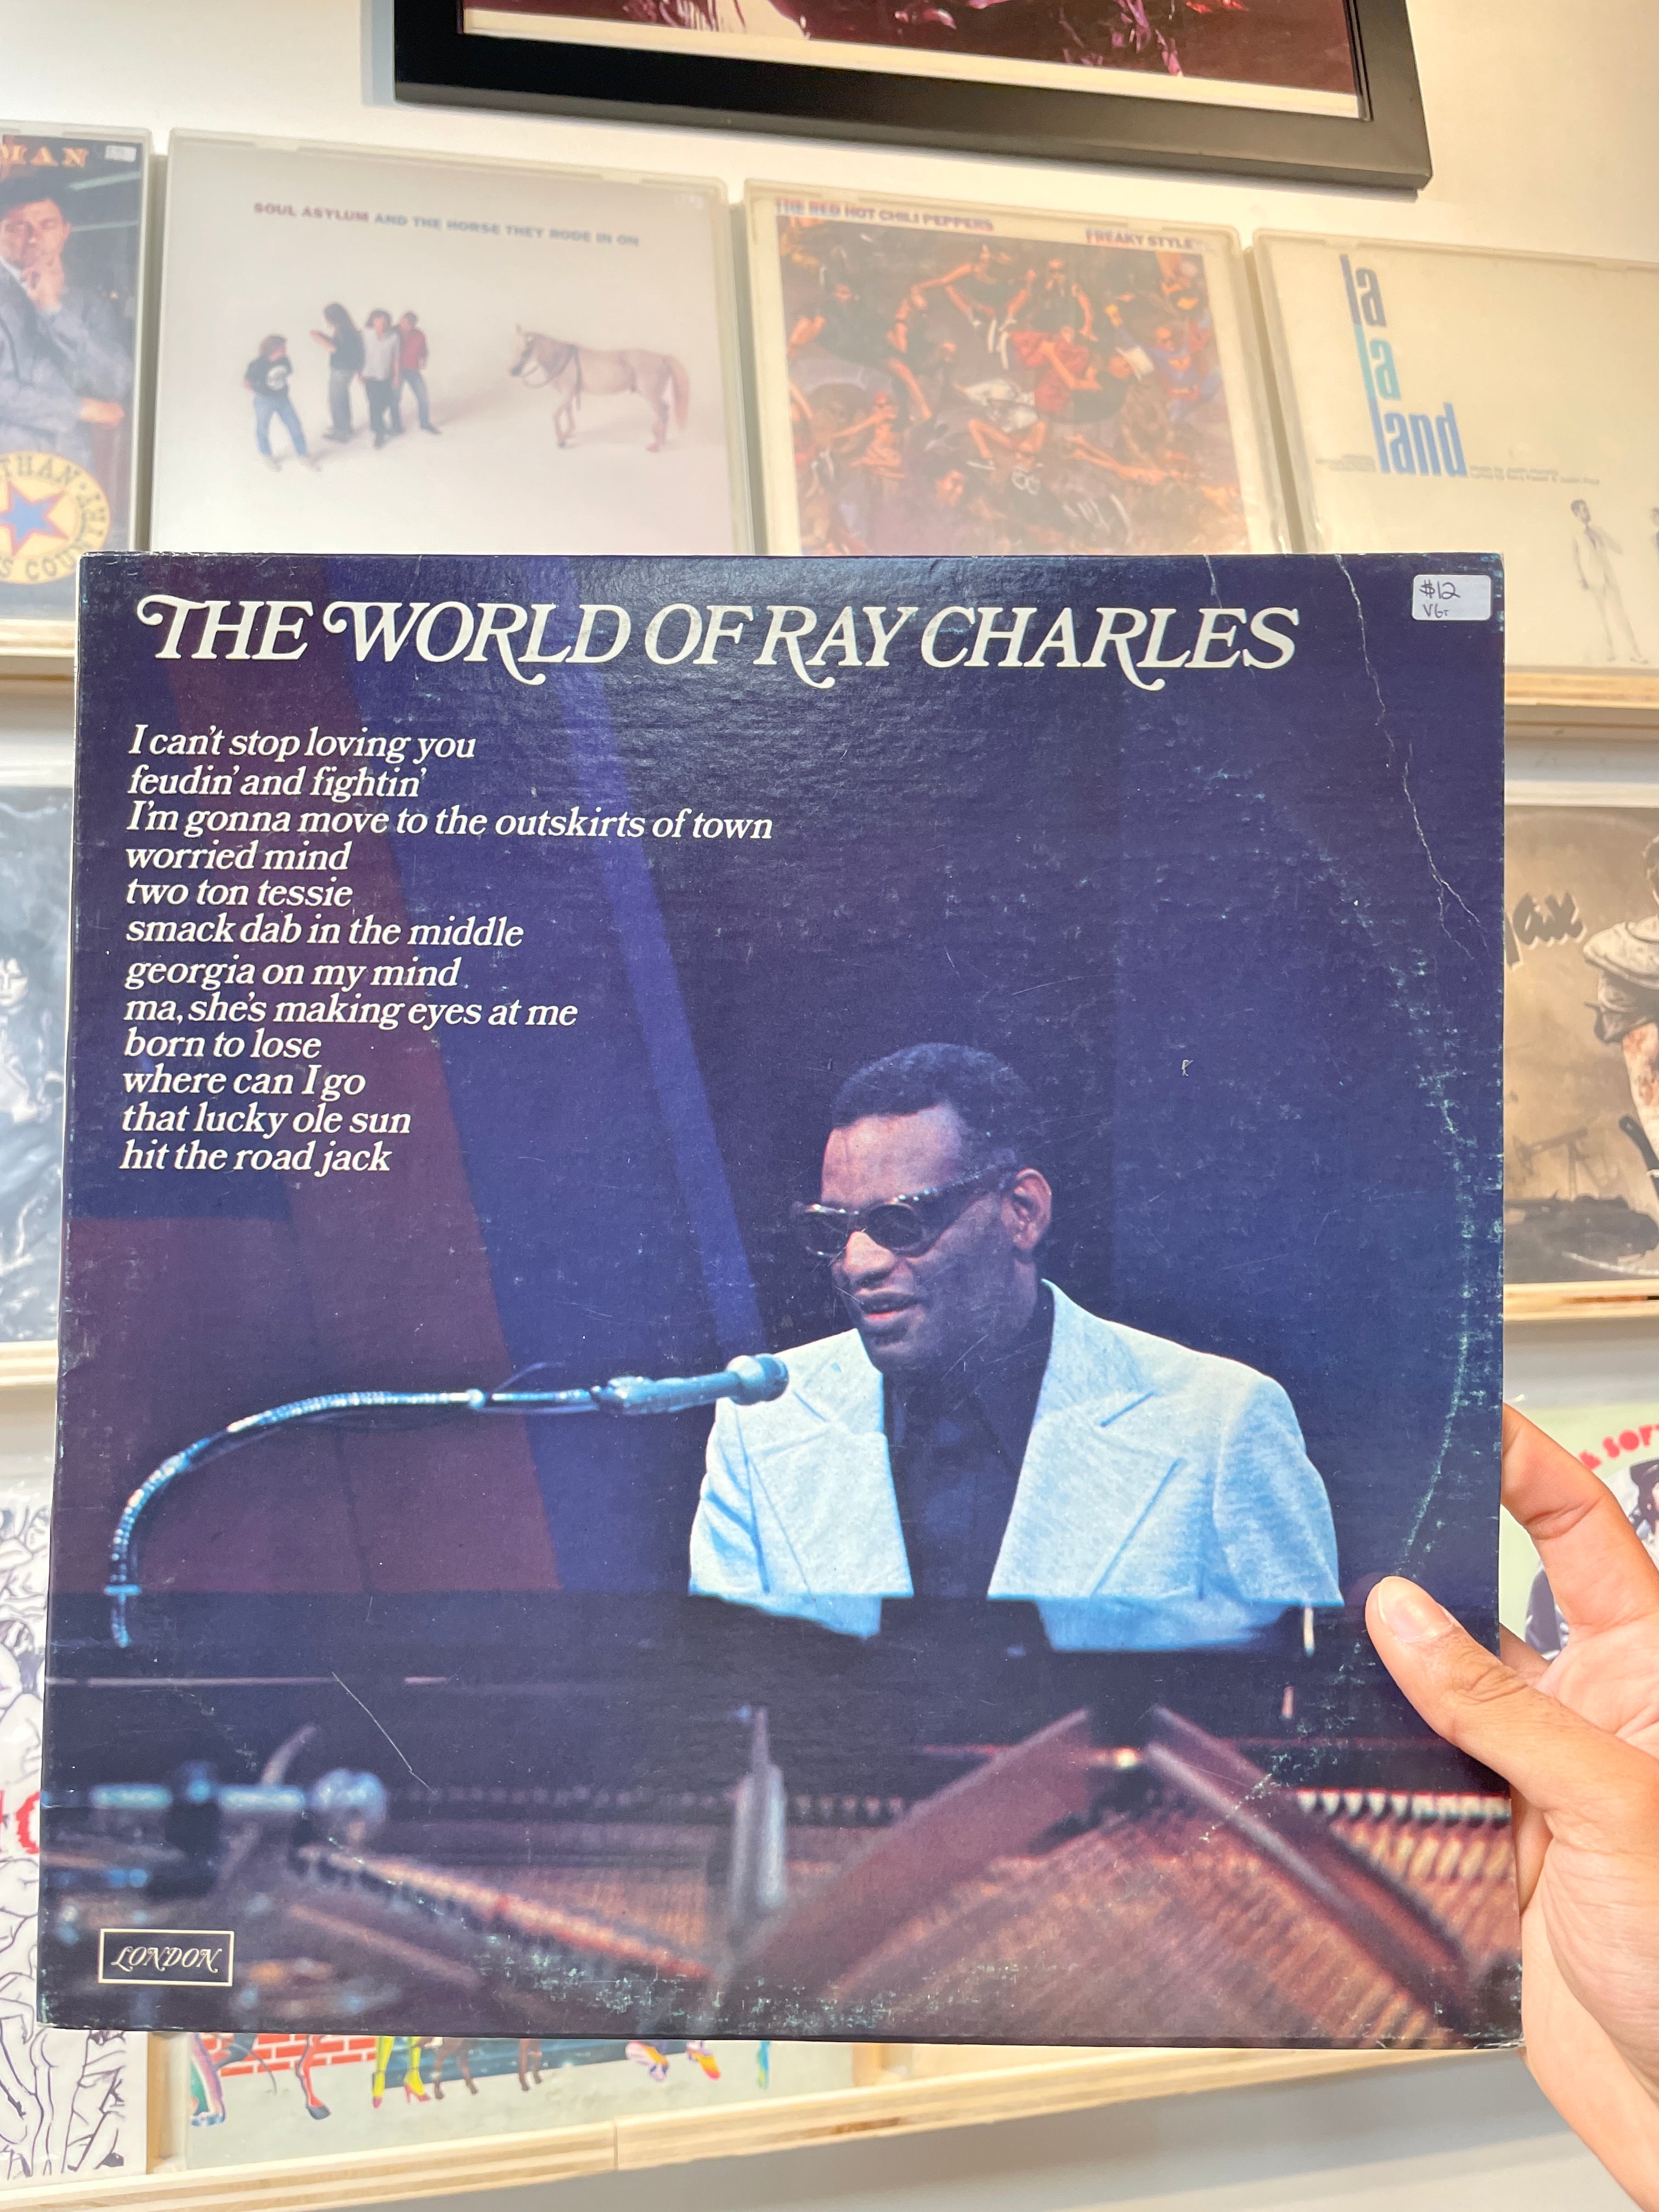 MAN
SOUL ASYLUM AND THE HORSE THEY RODE IN ON
THE RED HOT CHILI PEPPERS
FREAKY STYLE
la
la
land
THE WORLD OF RAY CHARLES
$12
VG+
I can't stop loving you
feudin' and fightin'
I'm gonna move to the outskirts of town
worried mind
two ton tessie
smack dab in the middle
georgia on my mind
ma, she's making eyes at me
born to lose
where can I go
that lucky ole sun
hit the road jack
LONDON